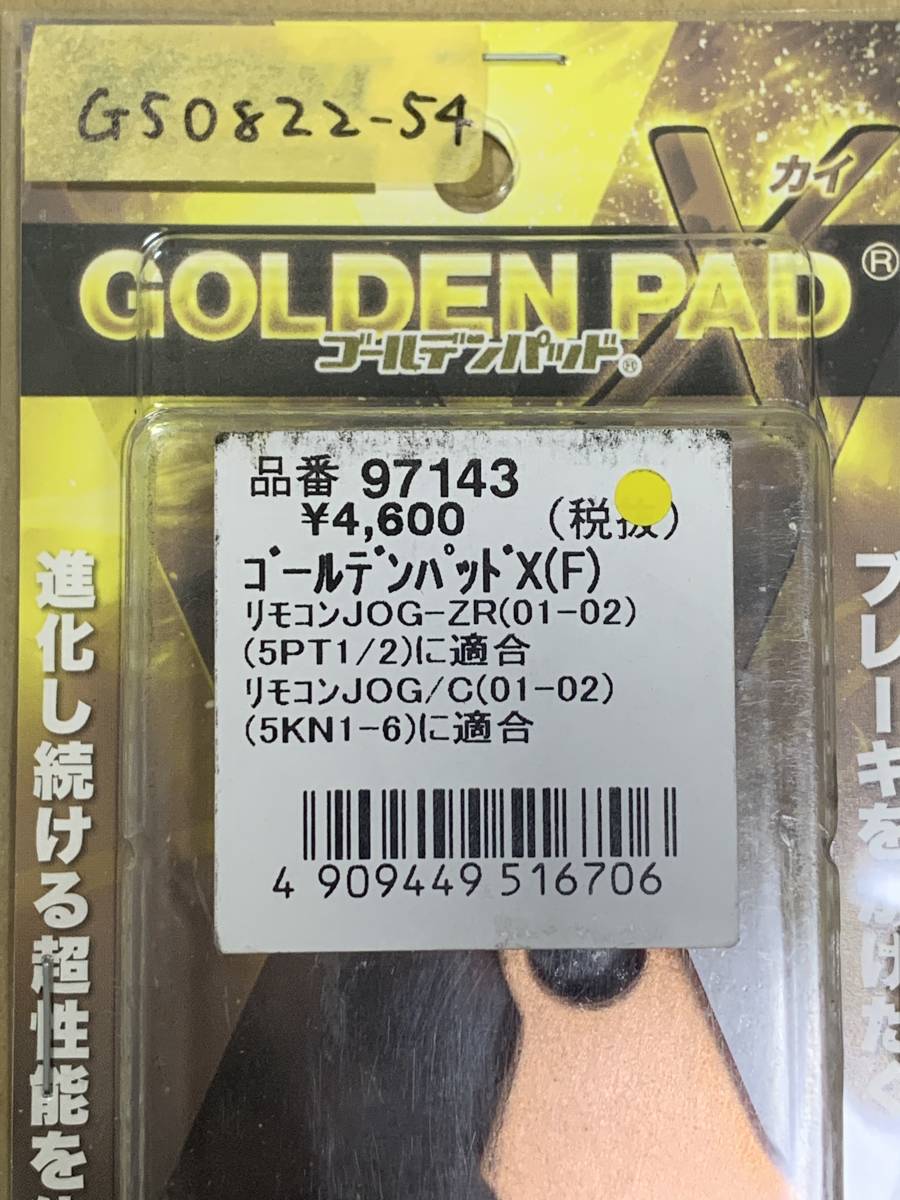 G50822-54
カイ
GOLDEN PAD®
ゴールデンパッド®
品番 97143
¥4,600 (税抜)
ｺﾞｰﾙﾃﾞﾝﾊﾟｯﾄﾞX(F)
ﾘﾓｺﾝJOG-ZR(01-02)
(5PT1/2)に適合
ﾘﾓｺﾝJOG/C(01-02)
(5KN1-6)に適合
4 909449 516706
進化し続ける超性能を
ブレーキを